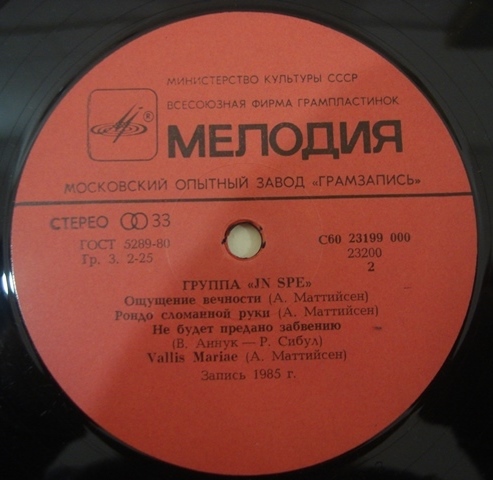 МИНИСТЕРСТВО КУЛЬТУРЫ СССР
ВСЕСОЮЗНАЯ ФИРМА ГРАМПЛАСТИНОК
®
МЕЛОДИЯ
МОСКОВСКИЙ ОПЫТНЫЙ ЗАВОД «ГРАМЗАПИСЬ»
СТЕРЕО 33
ГОСТ 5289-80
Гр. 3. 2-25
С60 23199 000
23200
2
ГРУППА «JN SPE»
Ощущение вечности (А. Маттийсен)
Рондо сломанной руки (А. Маттийсен)
Не будет предано забвению
(В. Аннук — Р. Сибул)
Vallis Mariae (А. Маттийсен)
Запись 1985 г.